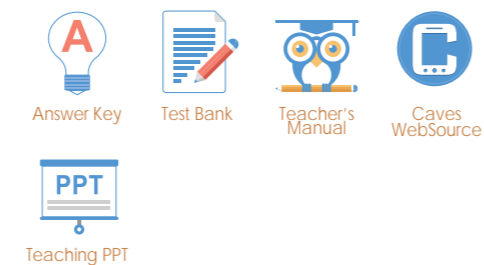 A
C
Answer Key
Test Bank
Teacher's
Manual
Caves
WebSource
PPT
Teaching PPT